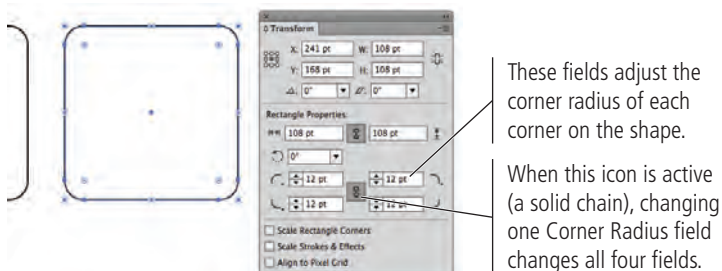 Transform
X: 241 pt W: 108 pt
Y: 168 pt H: 108 pt
0° 0°
Rectangle Properties:
108 pt 108 pt
0°
12 pt 12 pt
12 pt 12 pt
Scale Rectangle Corners
Scale Strokes & Effects
Align to Pixel Grid
These fields adjust the
corner radius of each
corner on the shape.
When this icon is active
(a solid chain), changing
one Corner Radius field
changes all four fields.